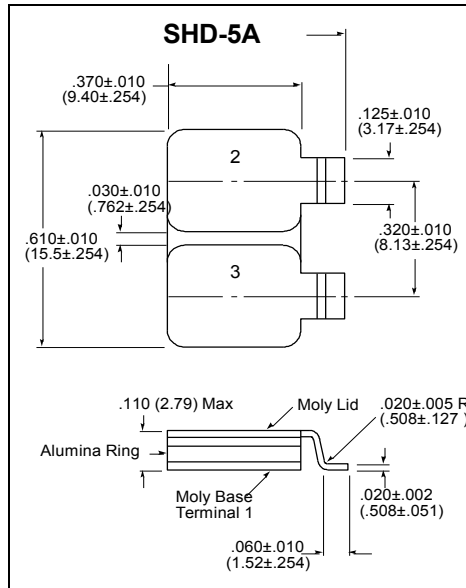 SHD-5A
.370±.010
(9.40±.254)
.125±.010
(3.17±.254)
2
.030±.010
(.762±.254)
.320±.010
(8.13±.254)
.610±.010
(15.5±.254)
3
.110 (2.79) Max
Moly Lid
.020±.005 R
(.508±.127 )
Alumina Ring
Moly Base
Terminal 1
.020±.002
(.508±.051)
.060±.010
(1.52±.254)